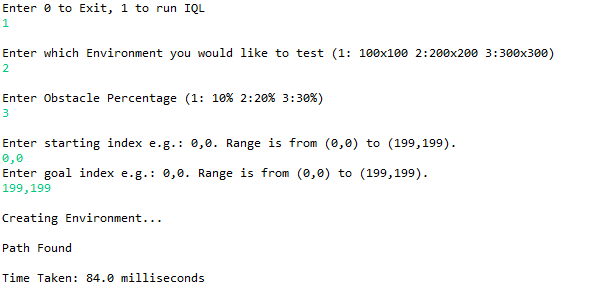 Enter 0 to Exit, 1 to run IQL
1
Enter which Environment you would like to test (1: 100x100 2:200x200 3:300x300)
2
Enter Obstacle Percentage (1: 10% 2:20% 3:30%)
3
Enter starting index e.g.: 0,0. Range is from (0,0) to (199,199).
0,0
Enter goal index e.g.: 0,0. Range is from (0,0) to (199,199).
199,199
Creating Environment...
Path Found
Time Taken: 84.0 milliseconds